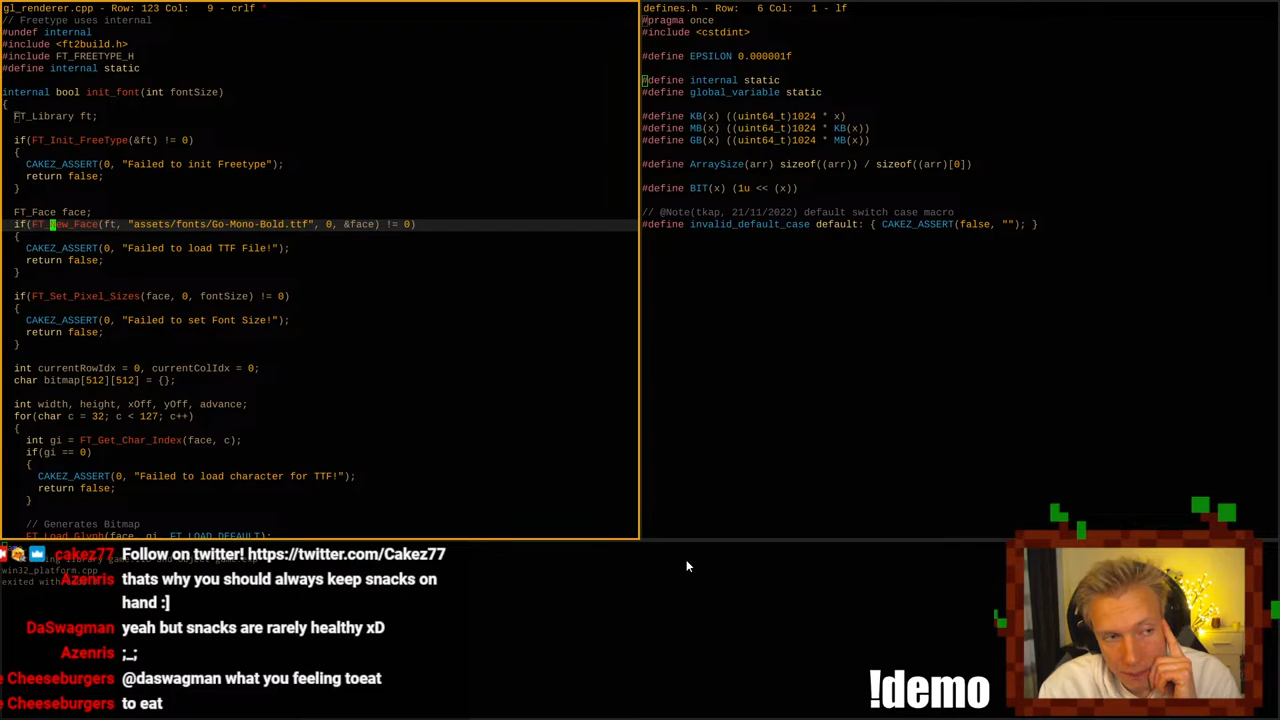 gl_renderer.cpp - Row: 123 Col:   9 - crlf *
// Freetype uses internal
#undef internal
#include <ft2build.h>
#include FT_FREETYPE_H
#define internal static
internal bool init_font(int fontSize)
{
FT_Library ft;
if(FT_Init_FreeType(&ft) != 0)
{
CAKEZ_ASSERT(0, "Failed to init Freetype");
return false;
}
FT_Face face;
if(FT_New_Face(ft, "assets/fonts/Go-Mono-Bold.ttf", 0, &face) != 0)
{
CAKEZ_ASSERT(0, "Failed to load TTF File!");
return false;
}
if(FT_Set_Pixel_Sizes(face, 0, fontSize) != 0)
{
CAKEZ_ASSERT(0, "Failed to set Font Size!");
return false;
}
int currentRowIdx = 0, currentColIdx = 0;
char bitmap[512][512] = {};
int width, height, xOff, yOff, advance;
for(char c = 32; c < 127; c++)
{
int gi = FT_Get_Char_Index(face, c);
if(gi == 0)
{
CAKEZ_ASSERT(0, "Failed to load character for TTF!");
return false;
}
// Generates Bitmap
FT_Load_Glyph(face, gi, FT_LOAD_DEFAULT);
defines.h - Row:   6 Col:   1 - lf
#pragma once
#include <cstdint>
#define EPSILON 0.000001f
#define internal static
#define global_variable static
#define KB(x) ((uint64_t)1024 * x)
#define MB(x) ((uint64_t)1024 * KB(x))
#define GB(x) ((uint64_t)1024 * MB(x))
#define ArraySize(arr) sizeof((arr)) / sizeof((arr)[0])
#define BIT(x) (1u << (x))
// @Note(tkap, 21/11/2022) default switch case macro
#define invalid_default_case default: { CAKEZ_ASSERT(false, ""); }
win32_platform.cpp
exited with
cakez77 Follow on twitter! https://twitter.com/Cakez77
Azenris thats why you should always keep snacks on
hand :]
DaSwagman yeah but snacks are rarely healthy xD
Azenris ;_;
Cheeseburgers @daswagman what you feeling toeat
Cheeseburgers to eat
!demo